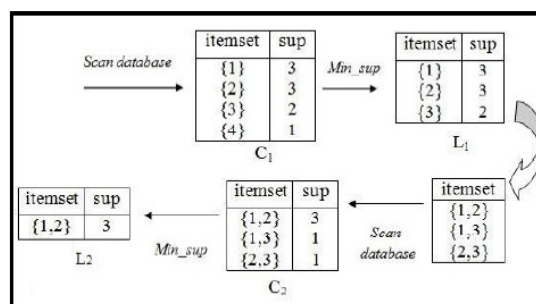 itemset sup
{1} 3
{2} 3
{3} 2
{4} 1
C1
Scan database
Min_sup
itemset sup
{1} 3
{2} 3
{3} 2
L1
itemset
{1,2}
{1,3}
{2,3}
Scan
database
itemset sup
{1,2} 3
{1,3} 1
{2,3} 1
C2
Min_sup
itemset sup
{1,2} 3
L2